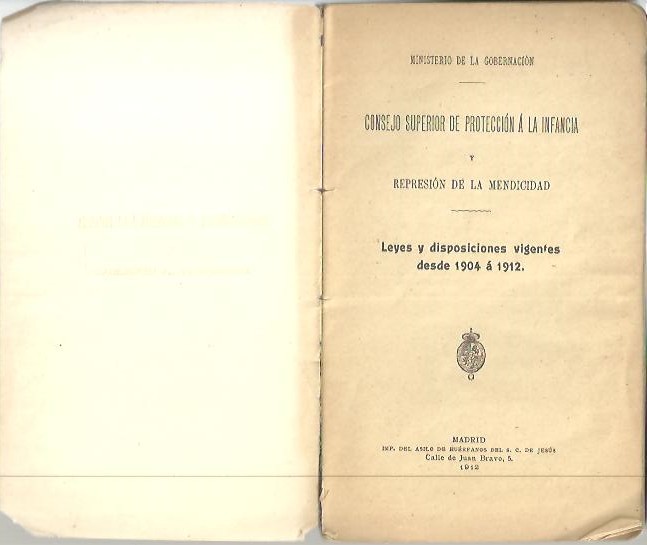 MINISTERIO DE LA GOBERNACIÓN
CONSEJO SUPERIOR DE PROTECCIÓN Á LA INFANCIA
Y
REPRESIÓN DE LA MENDICIDAD
Leyes y disposiciones vigentes
desde 1904 á 1912.
MADRID
IMP. DEL ASILO DE HUÉRFANOS DEL S. C. DE JESÚS
Calle de Juan Bravo, 5.
1912